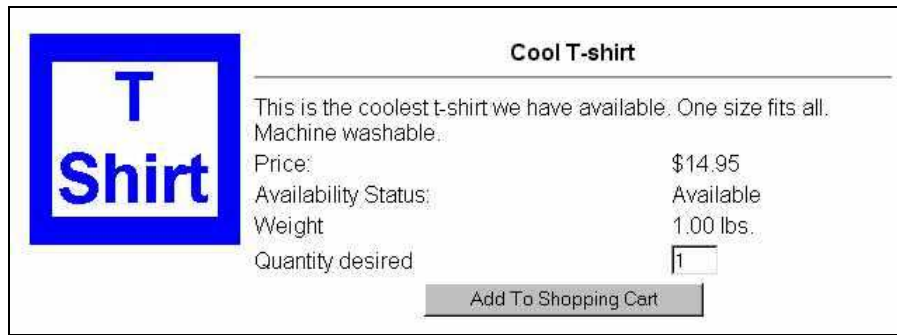 T
Shirt
Cool T-shirt
This is the coolest t-shirt we have available. One size fits all.
Machine washable.
Price: $14.95
Availability Status: Available
Weight 1.00 lbs.
Quantity desired 1
Add To Shopping Cart